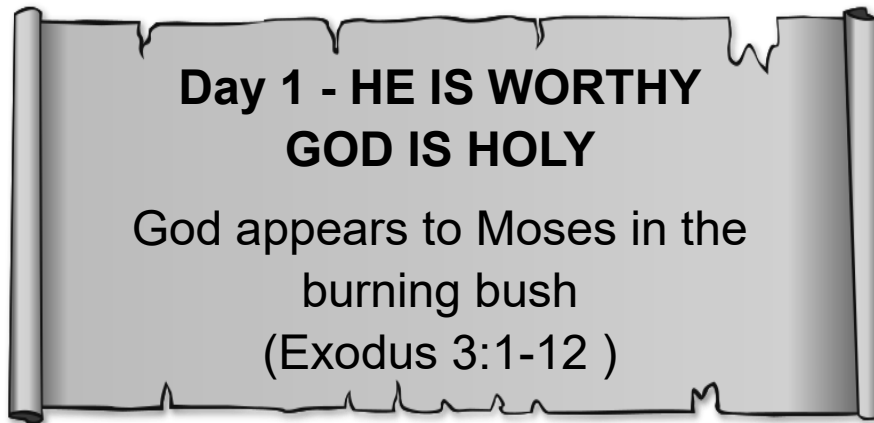 Day 1 - HE IS WORTHY
GOD IS HOLY
God appears to Moses in the
burning bush
(Exodus 3:1-12 )